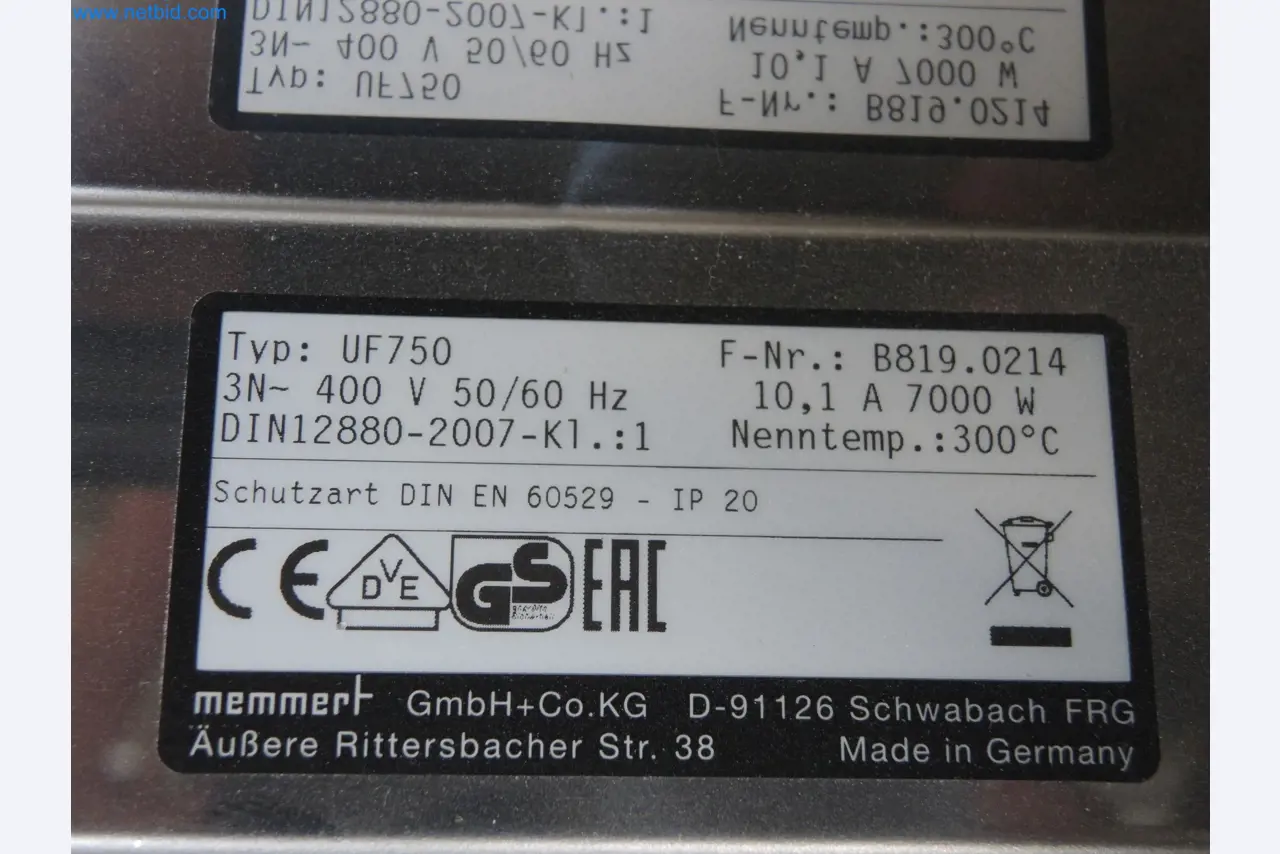 www.netbid.com
DIN12880-2007-Kl.:1 Nenntemp.:300°C
3N~ 400 V 50/60 Hz 10,1 A 7000 W
Typ: UF750 F-Nr.: B819.0214
Typ: UF750 F-Nr.: B819.0214
3N~ 400 V 50/60 Hz 10,1 A 7000 W
DIN12880-2007-Kl.:1 Nenntemp.:300°C
Schutzart DIN EN 60529 - IP 20
CE DVE GS EAC
memmert GmbH+Co.KG D-91126 Schwabach FRG
Äußere Rittersbacher Str. 38 Made in Germany